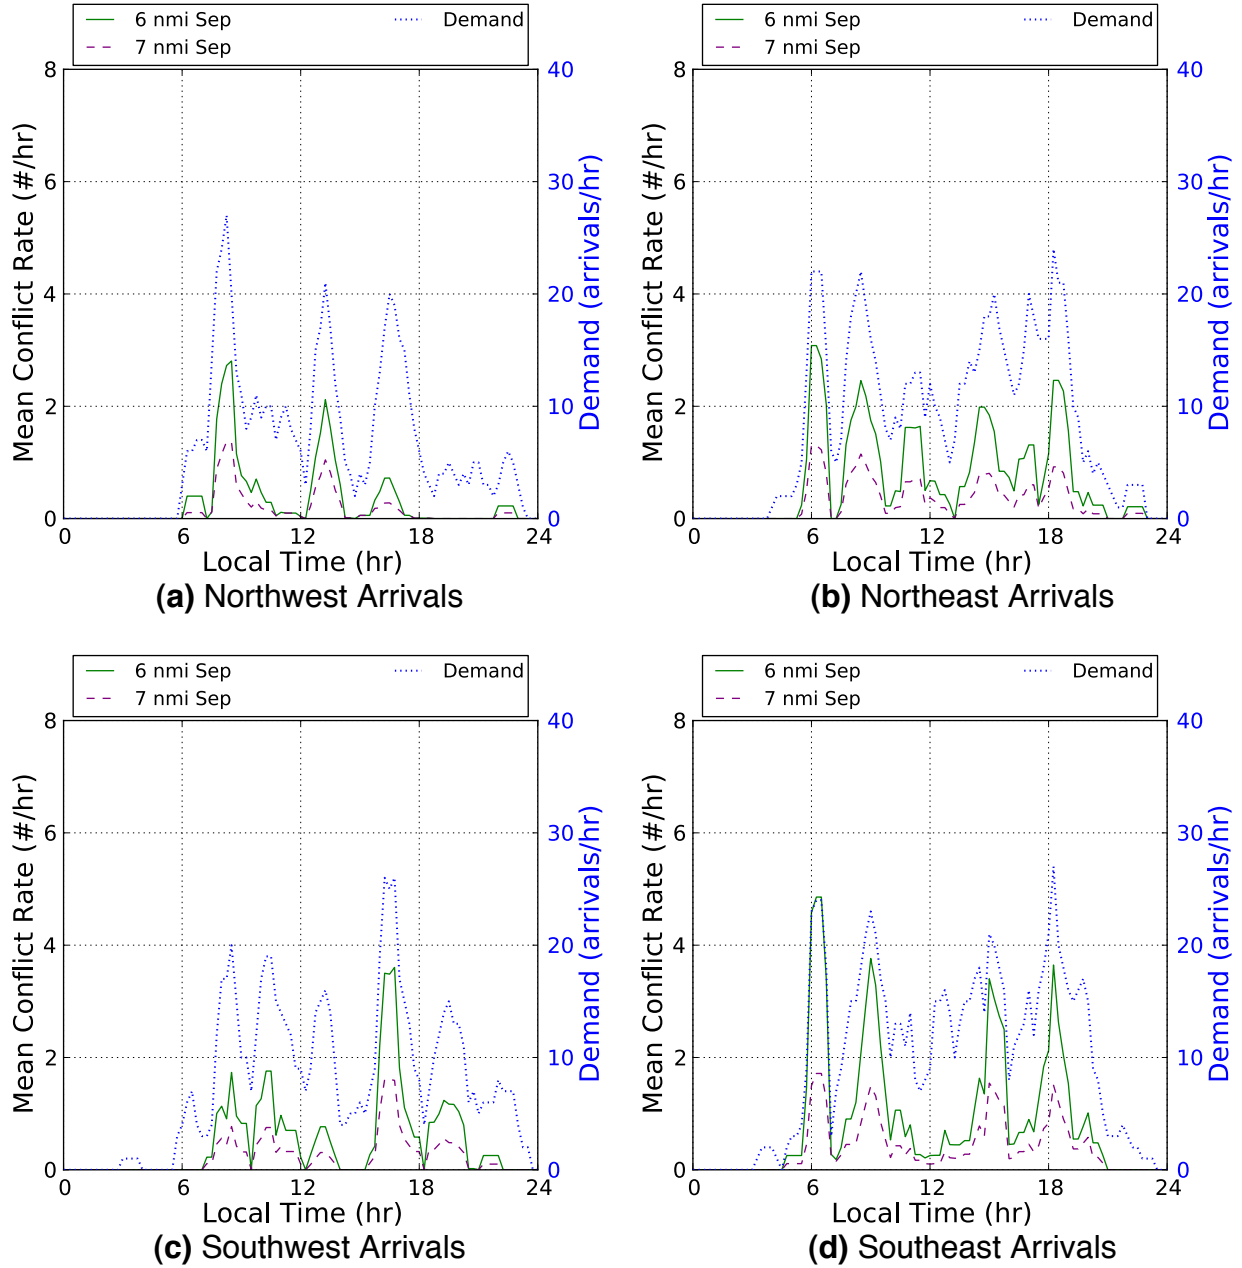 6 nmi Sep
7 nmi Sep
Demand
8
6
4
2
0
40
30
20
10
0
0
6
12
18
24
Mean Conflict Rate (#/hr)
Demand (arrivals/hr)
Local Time (hr)
(a) Northwest Arrivals
6 nmi Sep
7 nmi Sep
Demand
8
6
4
2
0
40
30
20
10
0
0
6
12
18
24
Mean Conflict Rate (#/hr)
Demand (arrivals/hr)
Local Time (hr)
(b) Northeast Arrivals
6 nmi Sep
7 nmi Sep
Demand
8
6
4
2
0
40
30
20
10
0
0
6
12
18
24
Mean Conflict Rate (#/hr)
Demand (arrivals/hr)
Local Time (hr)
(c) Southwest Arrivals
6 nmi Sep
7 nmi Sep
Demand
8
6
4
2
0
40
30
20
10
0
0
6
12
18
24
Mean Conflict Rate (#/hr)
Demand (arrivals/hr)
Local Time (hr)
(d) Southeast Arrivals